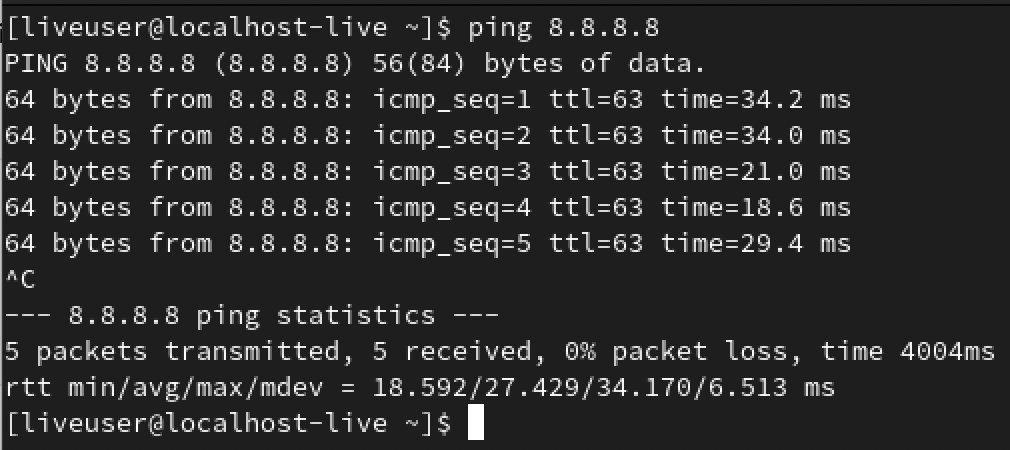 [liveuser@localhost-live ~]$ ping 8.8.8.8
PING 8.8.8.8 (8.8.8.8) 56(84) bytes of data.
64 bytes from 8.8.8.8: icmp_seq=1 ttl=63 time=34.2 ms
64 bytes from 8.8.8.8: icmp_seq=2 ttl=63 time=34.0 ms
64 bytes from 8.8.8.8: icmp_seq=3 ttl=63 time=21.0 ms
64 bytes from 8.8.8.8: icmp_seq=4 ttl=63 time=18.6 ms
64 bytes from 8.8.8.8: icmp_seq=5 ttl=63 time=29.4 ms
^C
--- 8.8.8.8 ping statistics ---
5 packets transmitted, 5 received, 0% packet loss, time 4004ms
rtt min/avg/max/mdev = 18.592/27.429/34.170/6.513 ms
[liveuser@localhost-live ~]$